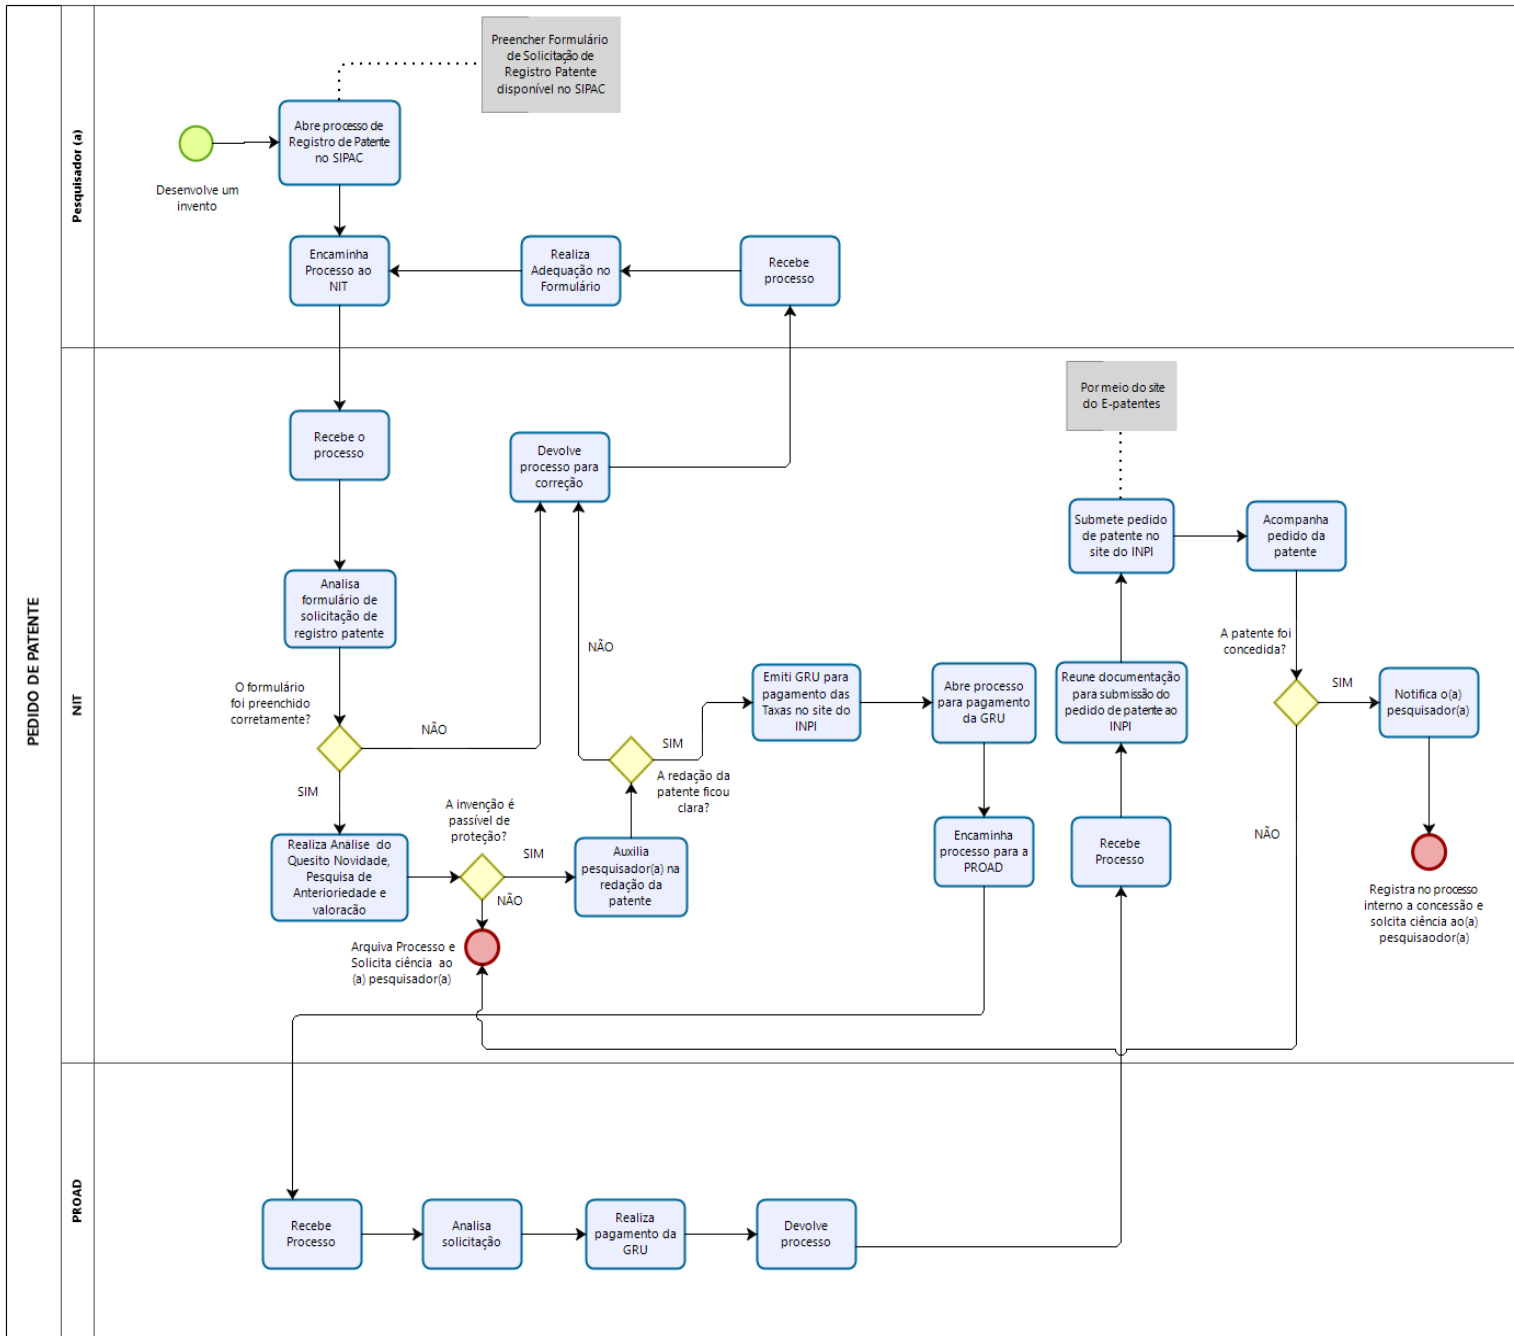 PEDIDO DE PATENTE
Pesquisador (a)
Preencher Formulário
de Solicitação de
Registro Patente
disponível no SIPAC
Abre processo de
Registro de Patente
no SIPAC
Desenvolve um
invento
Encaminha
Processo ao
NIT
Realiza
Adequação no
Formulário
Recebe
processo
NIT
Por meio do site
do E-patentes
Recebe o
processo
Devolve
processo para
correção
Submete pedido
de patente no
site do INPI
Acompanha
pedido da
patente
Analisa
formulário de
solicitação de
registro patente
NÃO
A patente foi
concedida?
O formulário
foi preenchido
corretamente?
NÃO
SIM
A redação da
patente ficou
clara?
Emiti GRU para
pagamento das
Taxas no site do
INPI
Abre processo
para pagamento
da GRU
Reune documentação
para submissão do
pedido de patente ao
INPI
SIM
Notifica o(a)
pesquisador(a)
SIM
A invenção é
passível de
proteção?
Realiza Análise  do
Quesito Novidade,
Pesquisa de
Anterioriedade e
valoração
SIM
NÃO
Auxilia
pesquisador(a) na
redação da
patente
Encaminha
processo para a
PROAD
Recebe
Processo
NÃO
Arquiva Processo e
Solicita ciência  ao
(a) pesquisador(a)
Registra no processo
interno a concessão e
solcita ciência ao(a)
pesquisaodor(a)
PROAD
Recebe
Processo
Analisa
solicitação
Realiza
pagamento da
GRU
Devolve
processo